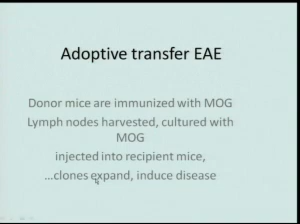 Adoptive transfer EAE
Donor mice are immunized with MOG
Lymph nodes harvested, cultured with
MOG
injected into recipient mice,
...clones expand, induce disease